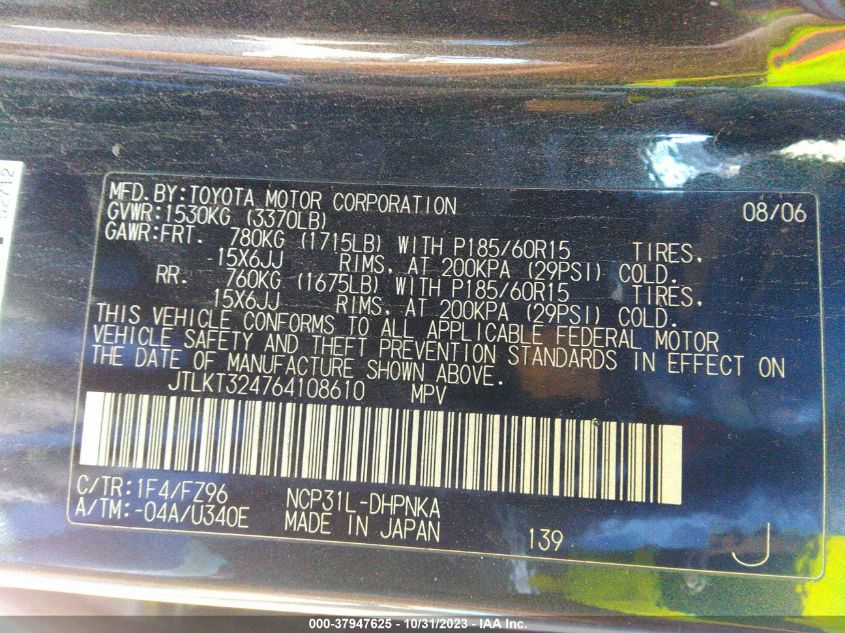 MFD.BY:TOYOTA MOTOR CORPORATION 08/06
GVWR:1530KG (3370LB)
GAWR:FRT. 780KG (1715LB) WITH P185/60R15 TIRES.
15X6JJ RIMS, AT 200KPA (29PSI) COLD.
RR. 760KG (1675LB) WITH P185/60R15 TIRES.
15X6JJ RIMS, AT 200KPA (29PSI) COLD.
THIS VEHICLE CONFORMS TO ALL APPLICABLE FEDERAL MOTOR
VEHICLE SAFETY AND THEFT PREVENTION STANDARDS IN EFFECT ON
THE DATE OF MANUFACTURE SHOWN ABOVE.
JTLKT324764108610 MPV
C/TR:1F4/FZ96 NCP31L-DHPNKA
A/TM:-04A/U340E MADE IN JAPAN 139 J
000-37947625 - 10/31/2023 - IAA Inc.